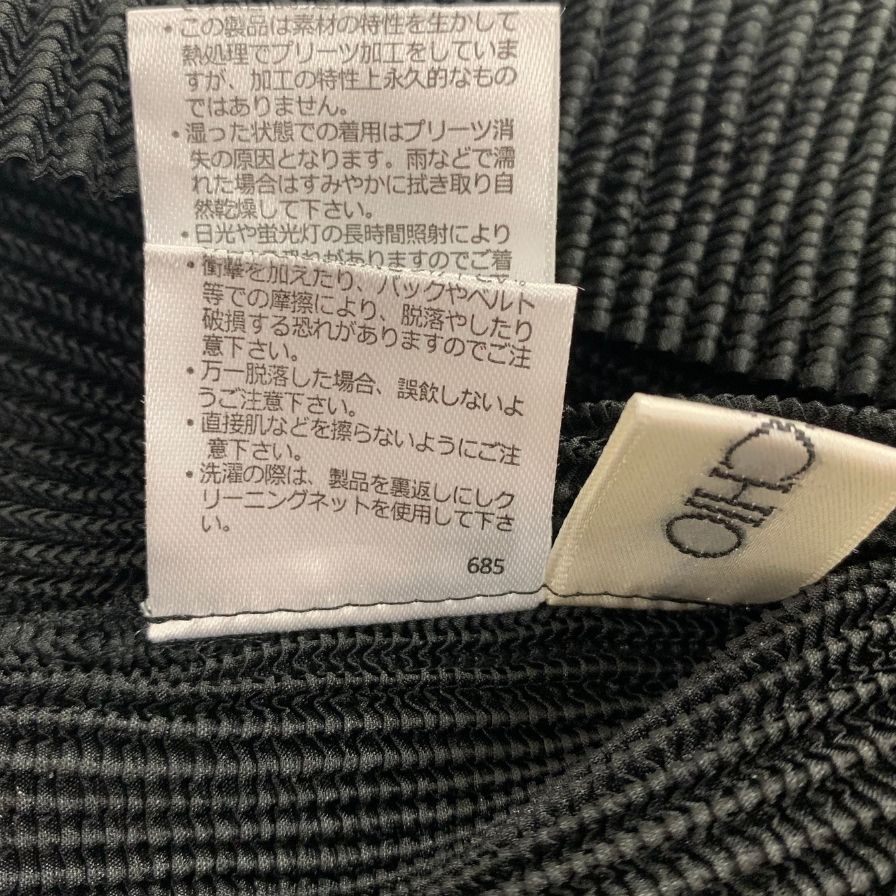 ・この製品は素材の特性を生かして
熱処理でプリーツ加工をしていま
すが、加工の特性上永久的なもの
ではありません。
・湿った状態での着用はプリーツ消
失の原因となります。雨などで濡
れた場合はすみやかに拭き取り自
然乾燥して下さい。
・日光や蛍光灯の長時間照射により
恐れがありますのでご着
・衝撃を加えたり、バックやベルト
等での摩擦により、脱落やしたり
破損する恐れがありますのでご注
意下さい。
・万一脱落した場合、誤飲しないよ
うご注意下さい。
・直接肌などを擦らないようにご注
意下さい。
・洗濯の際は、製品を裏返しにしク
リーニングネットを使用して下さ
い。
685
CHIO